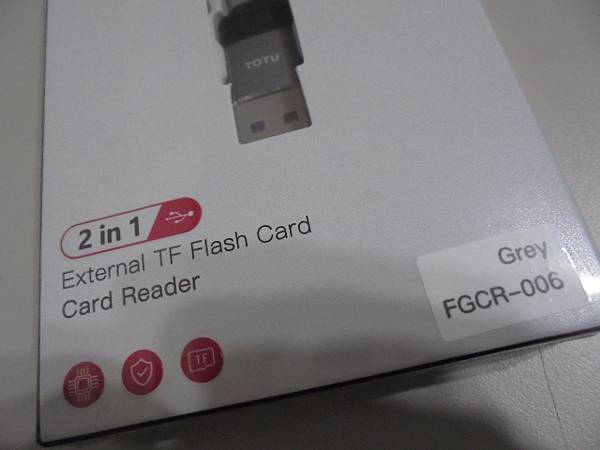 TOTU
2 in 1
External TF Flash Card
Card Reader
Grey
FGCR-006
TF